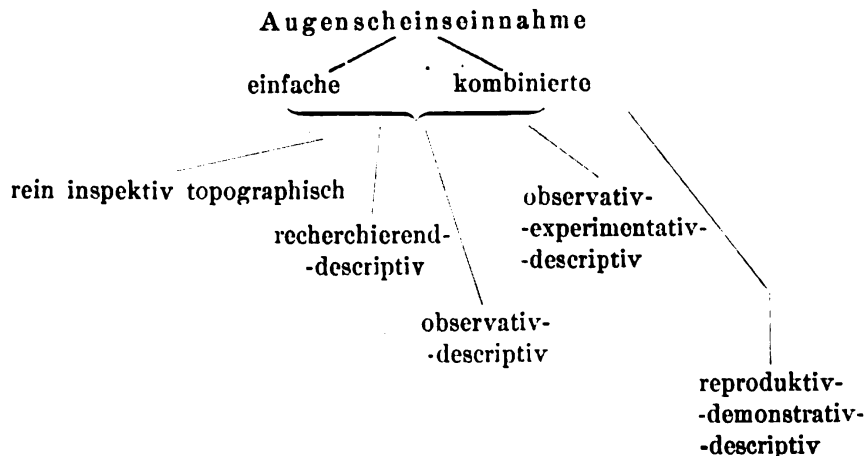 Augenscheinseinnahme
einfache kombinierte
rein inspektiv topographisch
recherchierend-
-descriptiv
observativ-
-descriptiv
observativ-
-experimentativ-
-descriptiv
reproduktiv-
-demonstrativ-
-descriptiv